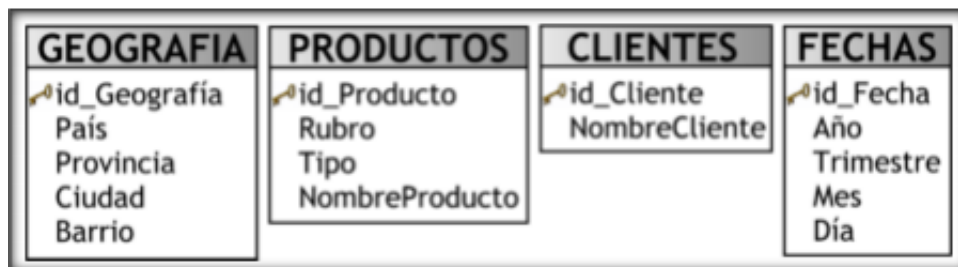 GEOGRAFIA
id_Geografía
País
Provincia
Ciudad
Barrio
PRODUCTOS
id_Producto
Rubro
Tipo
NombreProducto
CLIENTES
id_Cliente
NombreCliente
FECHAS
id_Fecha
Año
Trimestre
Mes
Día